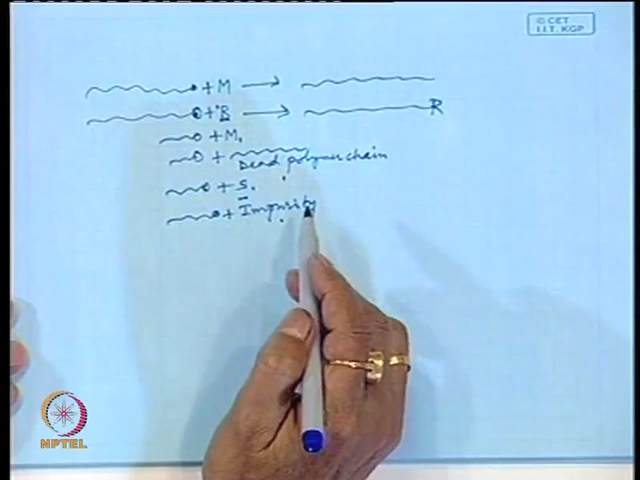 © CET
I.I.T. KGP
+ M →
+ R →
R
+ M
+
Dead polymer chain
+ S
+ Impurity
NPTEL